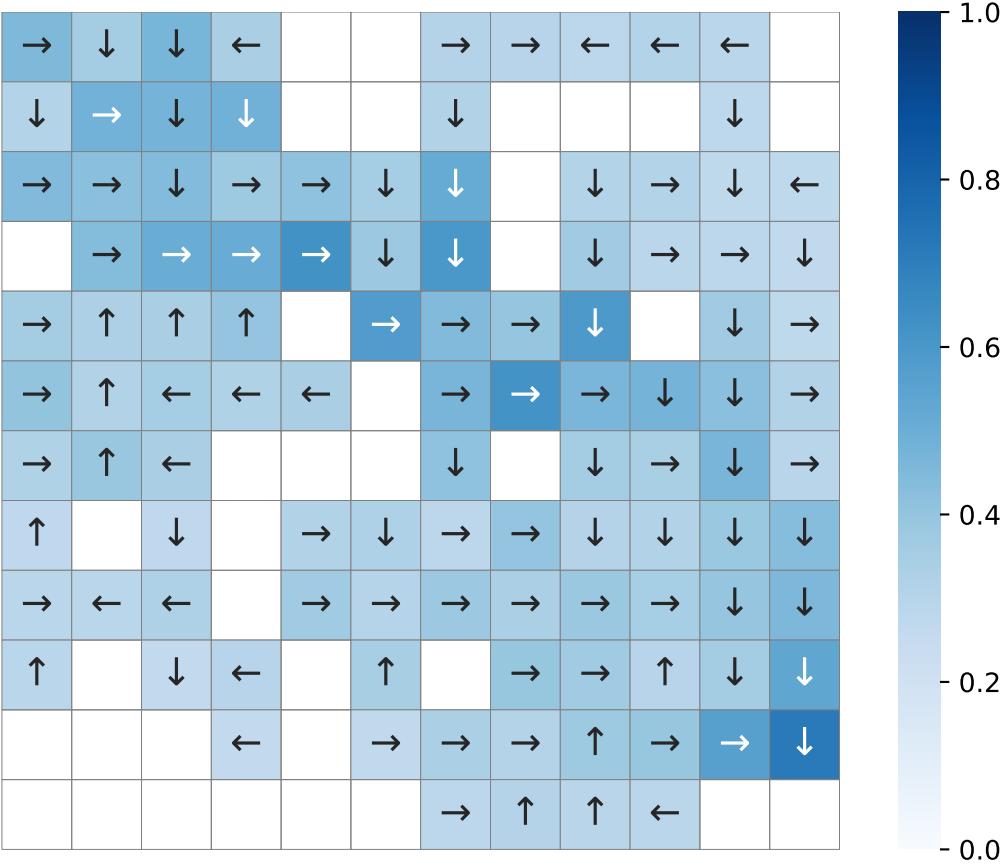 → ↓ ↓ ← → → ← ← ← 1.0
↓ → ↓ ↓ ↓ ↓
→ → ↓ → → ↓ ↓ ↓ → ↓ ← 0.8
→ → → → ↓ ↓ ↓ → → ↓
→ ↑ ↑ ↑ → → → ↓ ↓ → 0.6
→ ↑ ← ← ← → → → ↓ ↓ →
→ ↑ ← ↓ ↓ → ↓ →
↑ ↓ → ↓ → → ↓ ↓ ↓ ↓ 0.4
→ ← ← → → → → → → ↓ ↓
↑ ↓ ← ↑ → → ↑ ↓ ↓ 0.2
← → → → ↑ → → ↓
→ ↑ ↑ ← 0.0